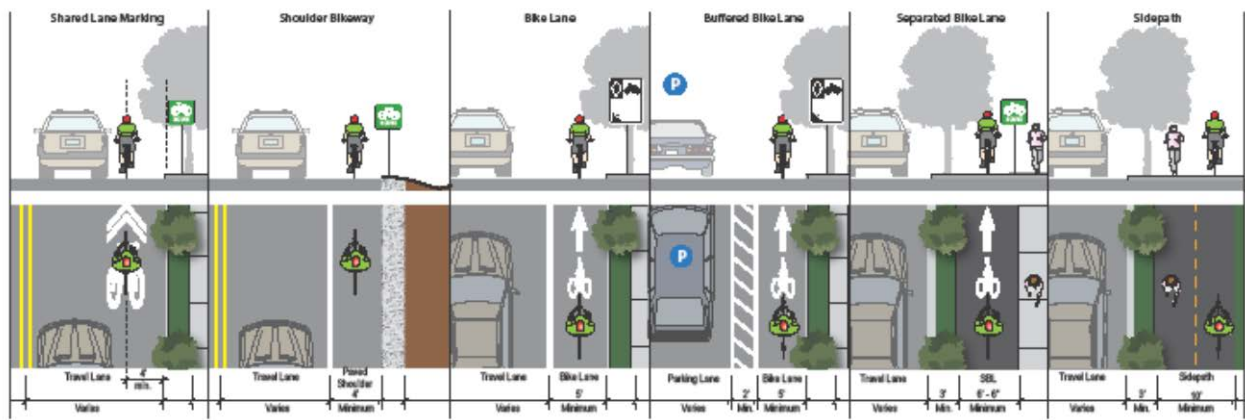 Shared Lane Marking
Shoulder Bikeway
Bike Lane
Buffered Bike Lane
Separated Bike Lane
Sidepath
P
P
Travel Lane
4'
min.
Varies
Travel Lane
Varies
Paved
Shoulder
4'
Minimum
Travel Lane
Varies
Bike Lane
5'
Minimum
Parking Lane
Varies
2'
Min.
Bike Lane
5'
Minimum
Travel Lane
Varies
3'
Min.
SBL
6' - 6"
Minimum
Travel Lane
Varies
3'
Min.
Sidepath
10'
Minimum